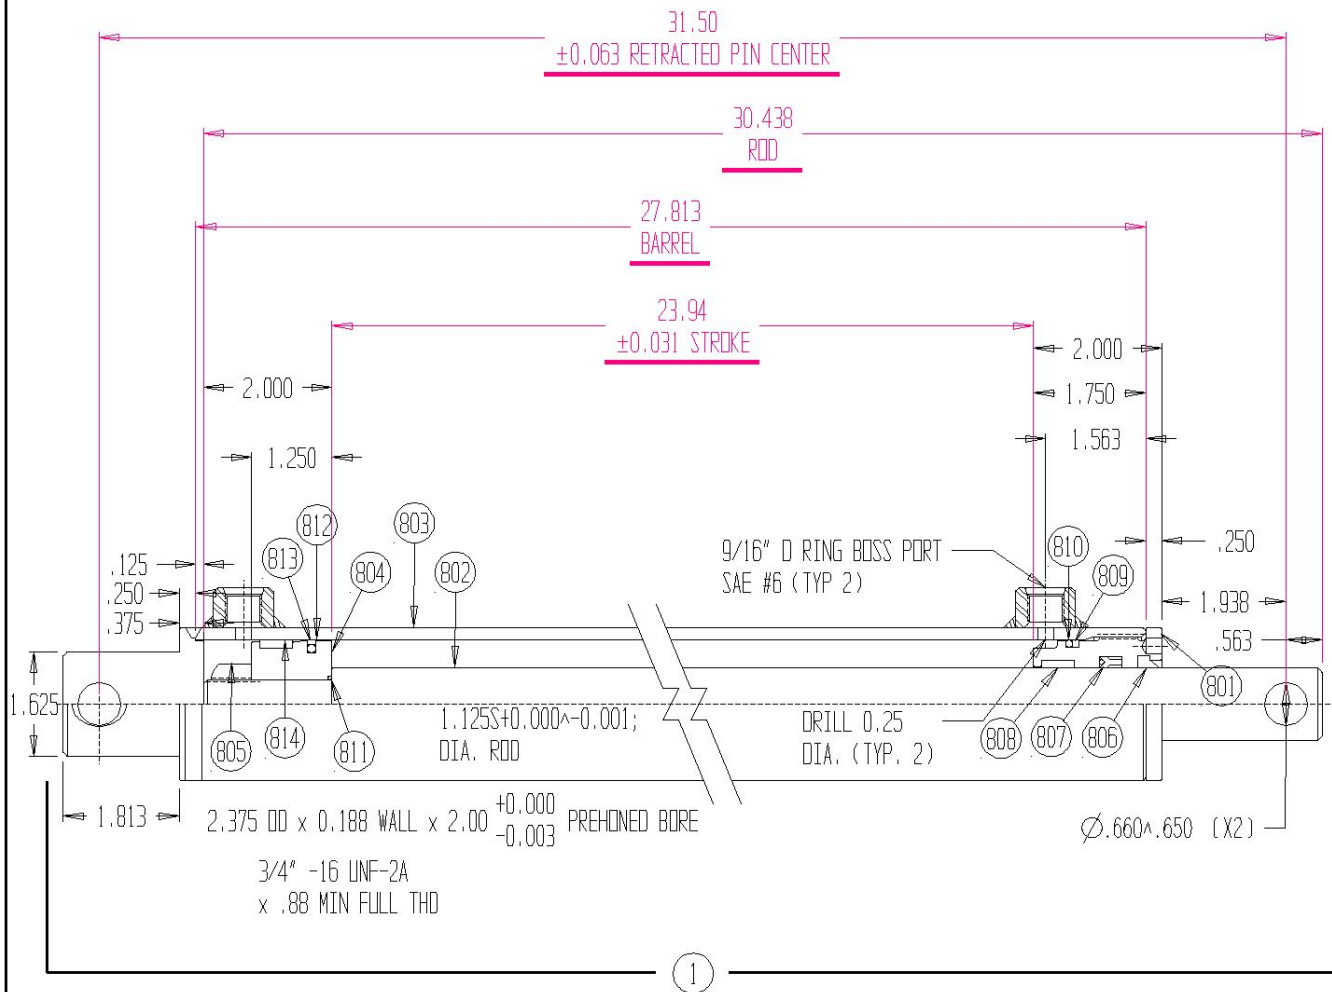 31.50
±0.063 RETRACTED PIN CENTER
30.438
ROD
27.813
BARREL
23.94
±0.031 STROKE
2.000
2.000
1.750
1.563
1.250
812
803
813
804
802
9/16" O RING BOSS PORT
SAE #6 (TYP 2)
810
809
.125
.250
.375
.250
1.938
.563
1.625
805
814
811
1.125S+0.000^-0.001;
DIA. ROD
DRILL 0.25
DIA. (TYP. 2)
808
807
806
801
1.813
2.375 OD x 0.188 WALL x 2.00 +0.000 -0.003 PREHONED BORE
Ø.660^.650 (X2)
3/4" -16 UNF-2A
x .88 MIN FULL THD
1